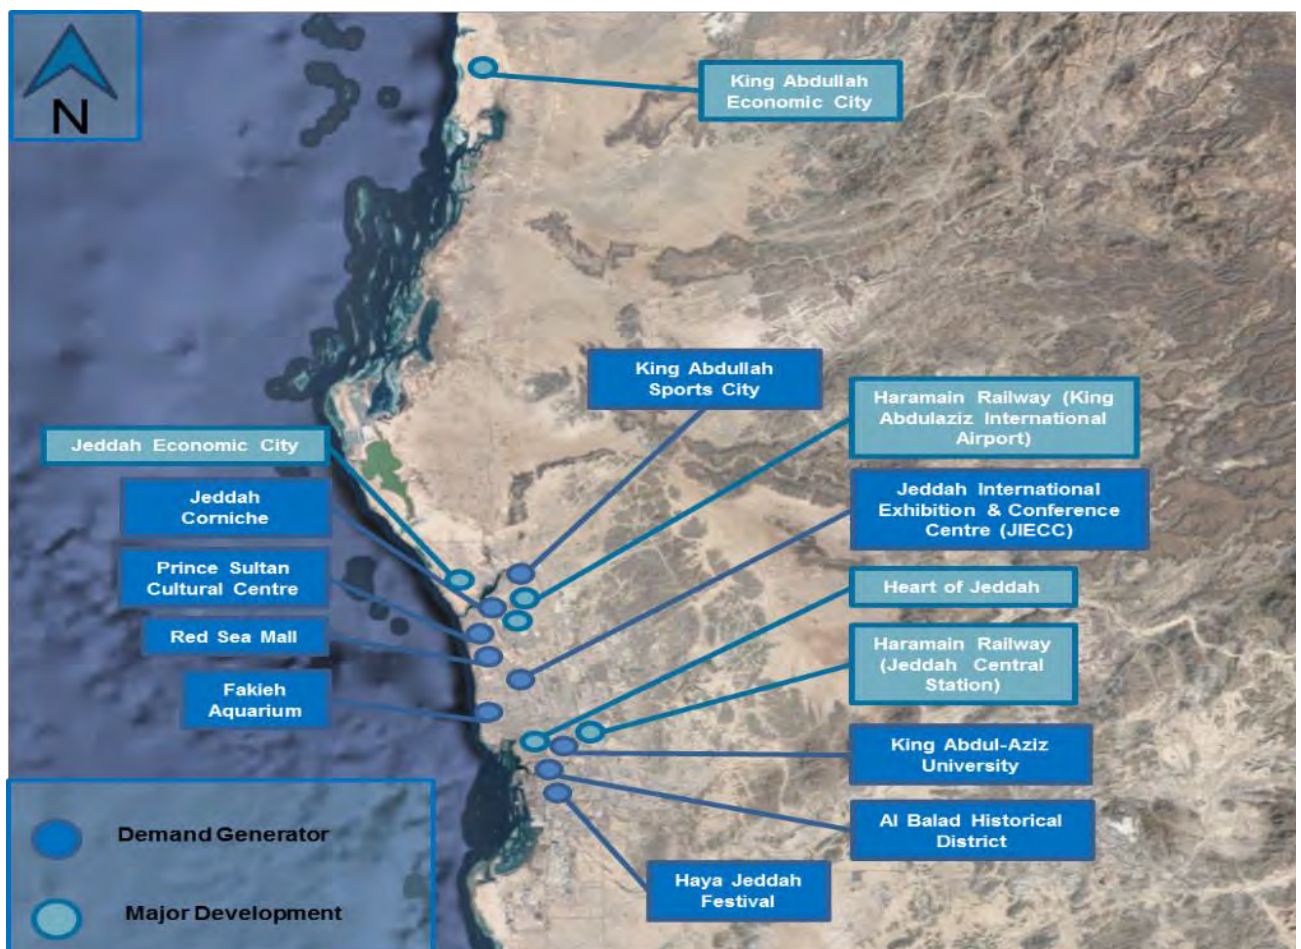 N
King Abdullah
Economic City
King Abdullah
Sports City
Haramain Railway (King
Abdulaziz International
Airport)
Jeddah Economic City
Jeddah
Corniche
Jeddah International
Exhibition & Conference
Centre (JIECC)
Prince Sultan
Cultural Centre
Heart of Jeddah
Red Sea Mall
Haramain Railway
(Jeddah Central
Station)
Fakieh
Aquarium
King Abdul-Aziz
University
Al Balad Historical
District
Haya Jeddah
Festival
Demand Generator
Major Development